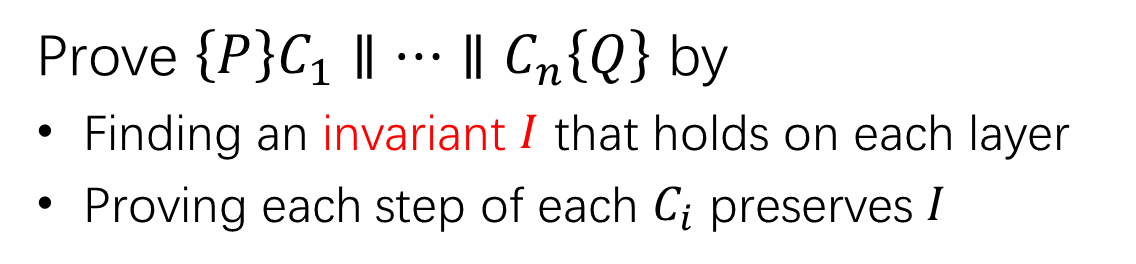 Prove {P}C₁ ∥ ⋯ ∥ Cₙ{Q} by
• Finding an invariant I that holds on each layer
• Proving each step of each Cᵢ preserves I